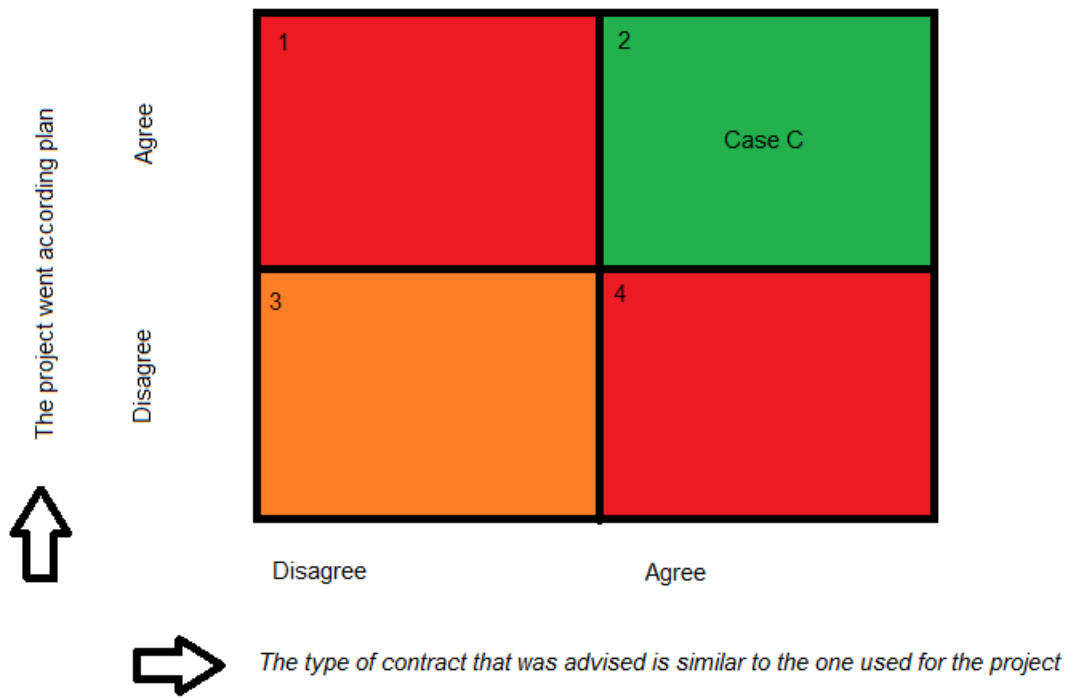 1
2
Case C
3
4
The project went according plan
Agree
Disagree
Disagree
Agree
The type of contract that was advised is similar to the one used for the project